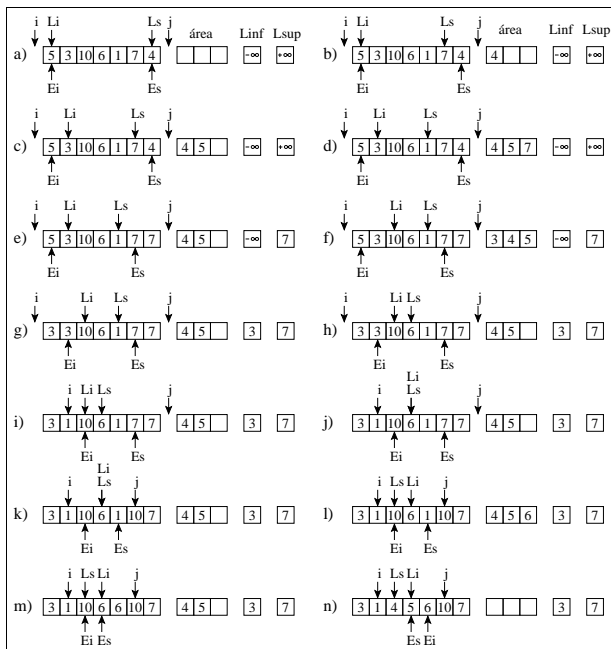 i Li Ls j área Linf Lsup
a) 5 3 10 6 1 7 4 -∞ +∞
Ei Es
i Li Ls j área Linf Lsup
b) 5 3 10 6 1 7 4 4 -∞ +∞
Ei Es
i Li Ls j
c) 5 3 10 6 1 7 4 4 5 -∞ +∞
Ei Es
i Li Ls j
d) 5 3 10 6 1 7 4 4 5 7 -∞ +∞
Ei Es
i Li Ls j
e) 5 3 10 6 1 7 7 4 5 -∞ 7
Ei Es
i Li Ls j
f) 5 3 10 6 1 7 7 3 4 5 -∞ 7
Ei Es
i Li Ls j
g) 3 3 10 6 1 7 7 4 5 3 7
Ei Es
i Li Ls j
h) 3 3 10 6 1 7 7 4 5 3 7
Ei Es
i Li Ls j
i) 3 1 10 6 1 7 7 4 5 3 7
Ei Es
Li
i Ls j
j) 3 1 10 6 1 7 7 4 5 3 7
Ei Es
Li
i Ls j
k) 3 1 10 6 1 10 7 4 5 3 7
Ei Es
i Ls Li j
l) 3 1 10 6 1 10 7 4 5 6 3 7
Ei Es
i Ls Li j
m) 3 1 10 6 6 10 7 4 5 3 7
Ei Es
i Ls Li j
n) 3 1 4 5 6 10 7 3 7
Es Ei